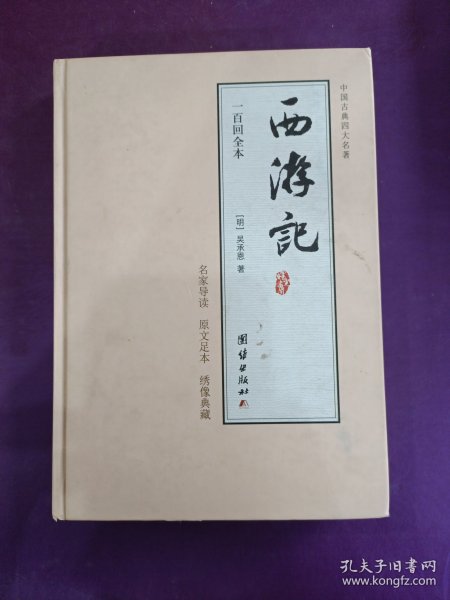 中国古典四大名著
西游記
一百回全本
[明] 吴承恩 著
团结出版社
名家导读 原文足本 绣像典藏
孔夫子旧书网
www.kongfz.com